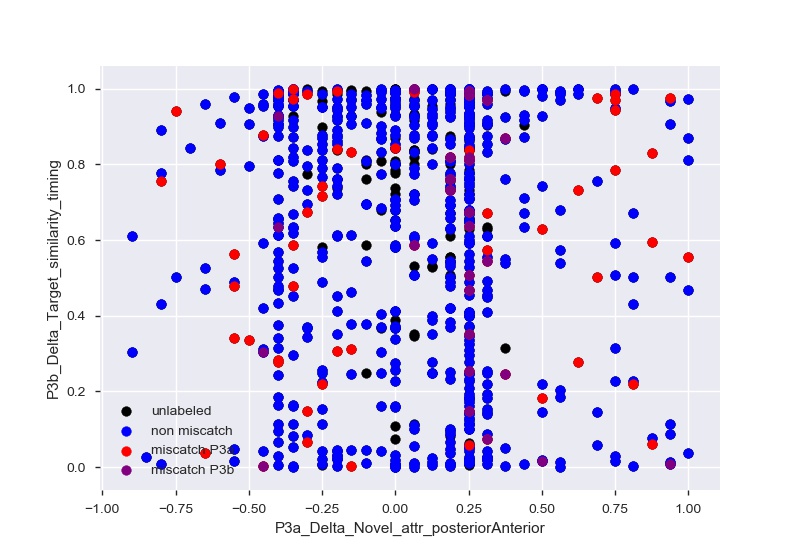 1.0
0.8
0.6
0.4
0.2
0.0
P3b_Delta_Target_similarity_timing
unlabeled
non miscatch
miscatch P3a
miscatch P3b
−1.00 −0.75 −0.50 −0.25 0.00 0.25 0.50 0.75 1.00
P3a_Delta_Novel_attr_posteriorAnterior